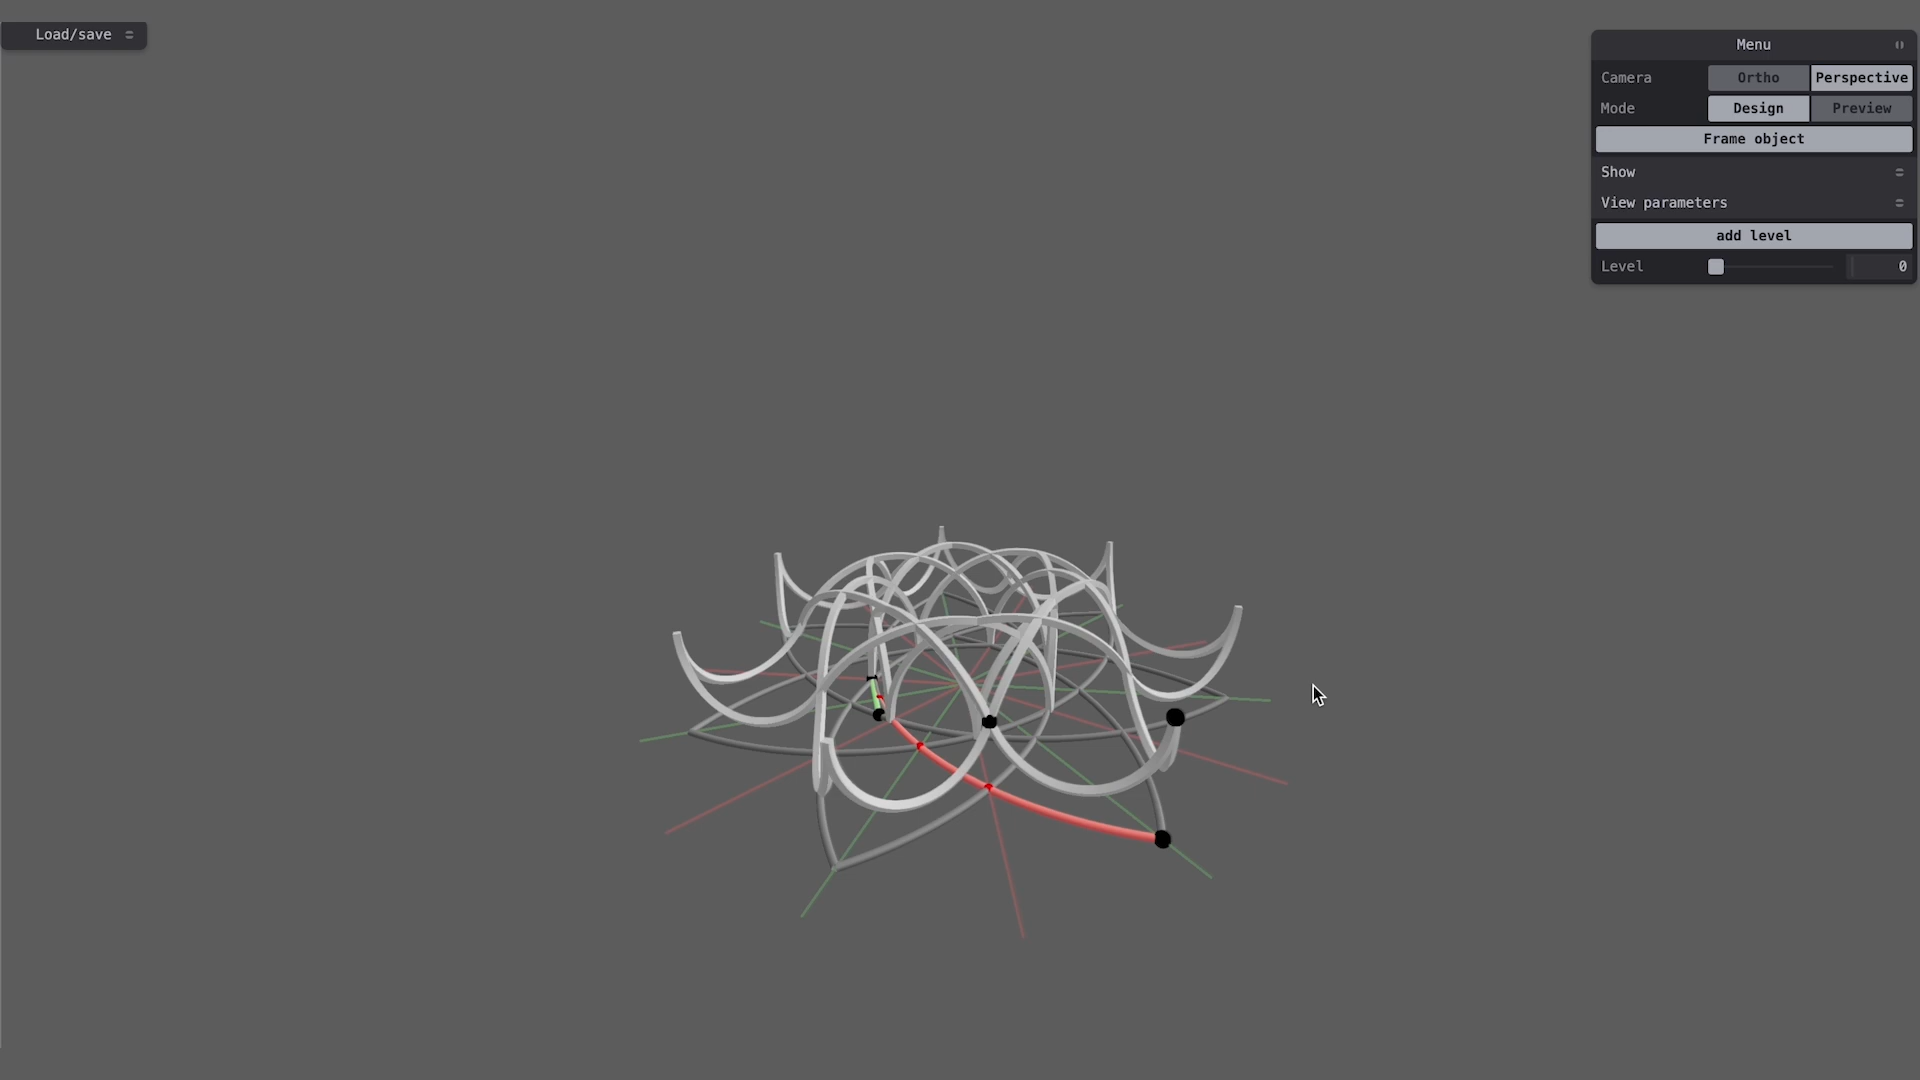 Load/save
Menu
Camera Ortho Perspective
Mode Design Preview
Frame object
Show
View parameters
add level
Level 0